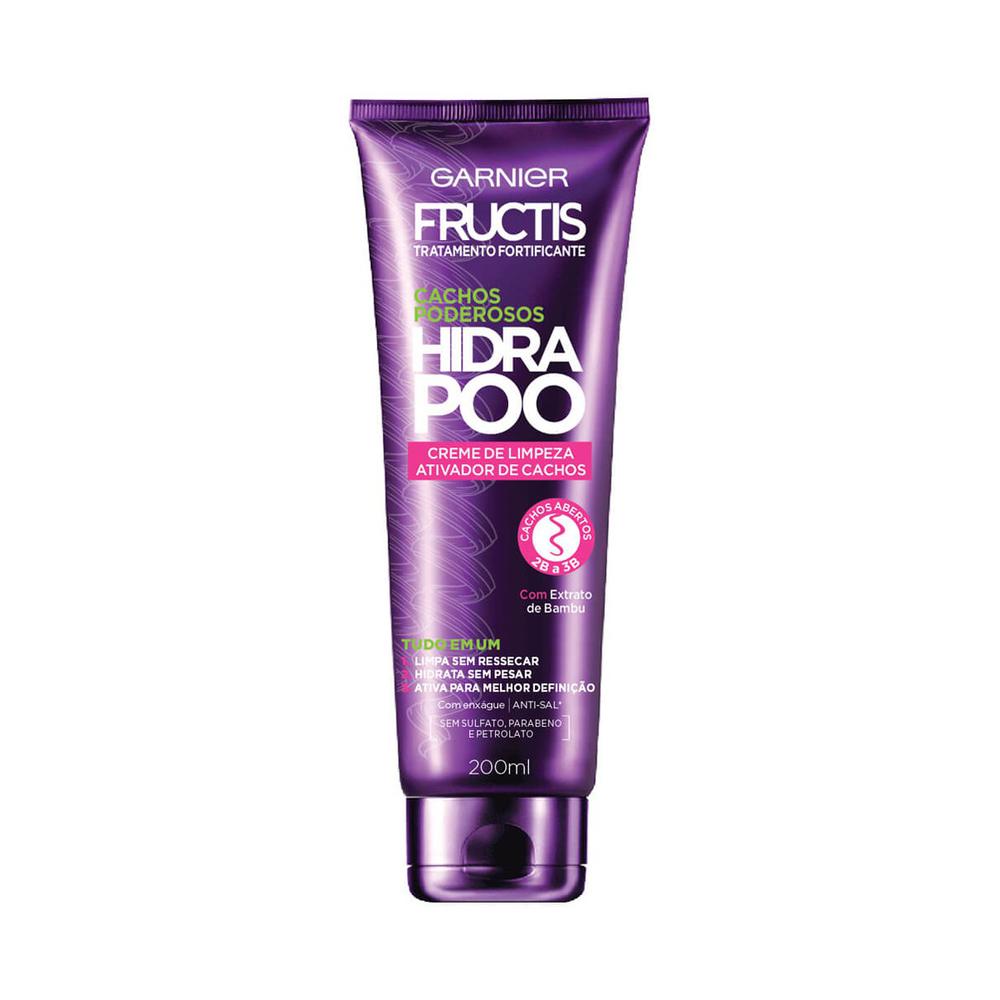 GARNIER
FRUCTIS
TRATAMENTO FORTIFICANTE
CACHOS
PODEROSOS
HIDRA
POO
CREME DE LIMPEZA
ATIVADOR DE CACHOS
CACHOS ABERTOS
2B a 3B
Com Extrato
de Bambu
TUDO EM UM
LIMPA SEM RESSECAR
HIDRATA SEM PESAR
ATIVA PARA MELHOR DEFINIÇÃO
Com enxágue | ANTI-SAL*
SEM SULFATO, PARABENO
E PETROLATO
200ml